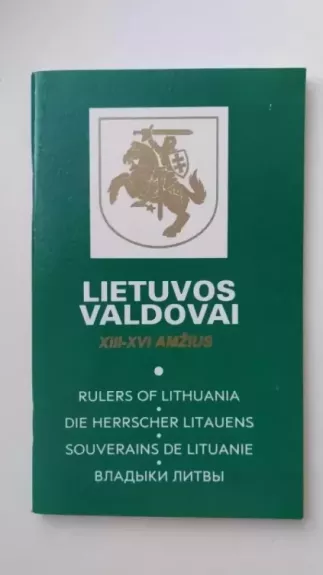 LIETUVOS
VALDOVAI
XIII-XVI AMŽIUS
RULERS OF LITHUANIA
DIE HERRSCHER LITAUENS
SOUVERAINS DE LITUANIE
ВЛАДЫКИ ЛИТВЫ